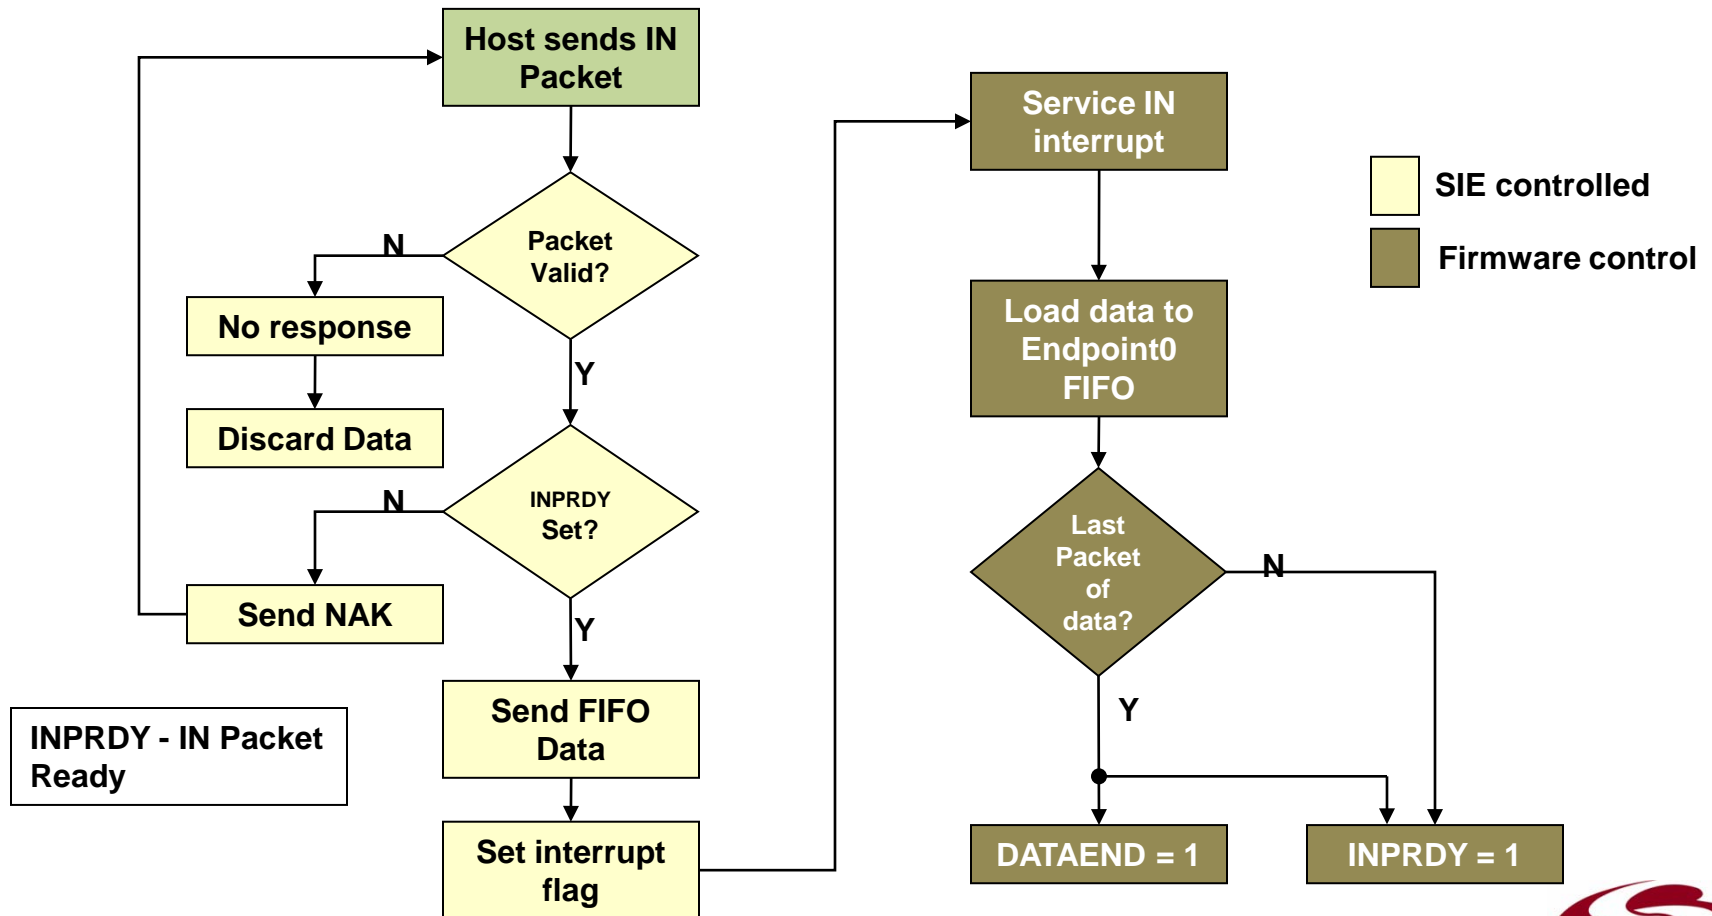 Host sends IN
Packet
Packet
Valid?
N
No response
Discard Data
Y
INPRDY
Set?
N
Send NAK
Y
Send FIFO
Data
Set interrupt
flag
INPRDY - IN Packet
Ready
Service IN
interrupt
Load data to
Endpoint0
FIFO
Last
Packet
of
data?
N
Y
DATAEND = 1
INPRDY = 1
SIE controlled
Firmware control